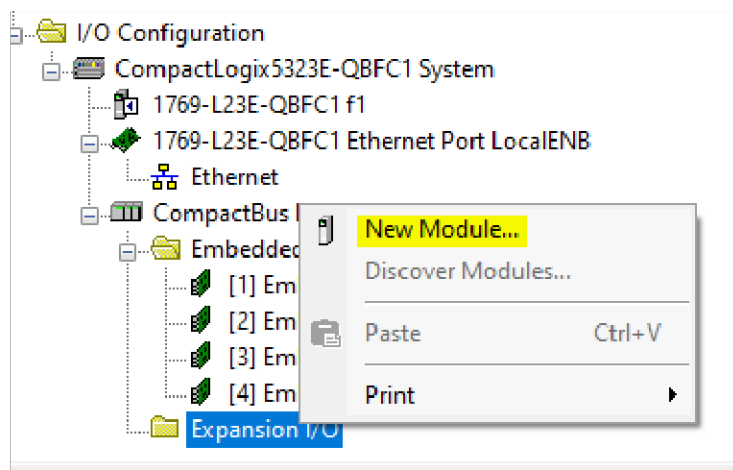 I/O Configuration
CompactLogix5323E-QBFC1 System
1769-L23E-QBFC1 f1
1769-L23E-QBFC1 Ethernet Port LocalENB
Ethernet
CompactBus
New Module...
Embedded
Discover Modules...
[1] Em
[2] Em
Paste Ctrl+V
[3] Em
[4] Em
Print
Expansion I/O